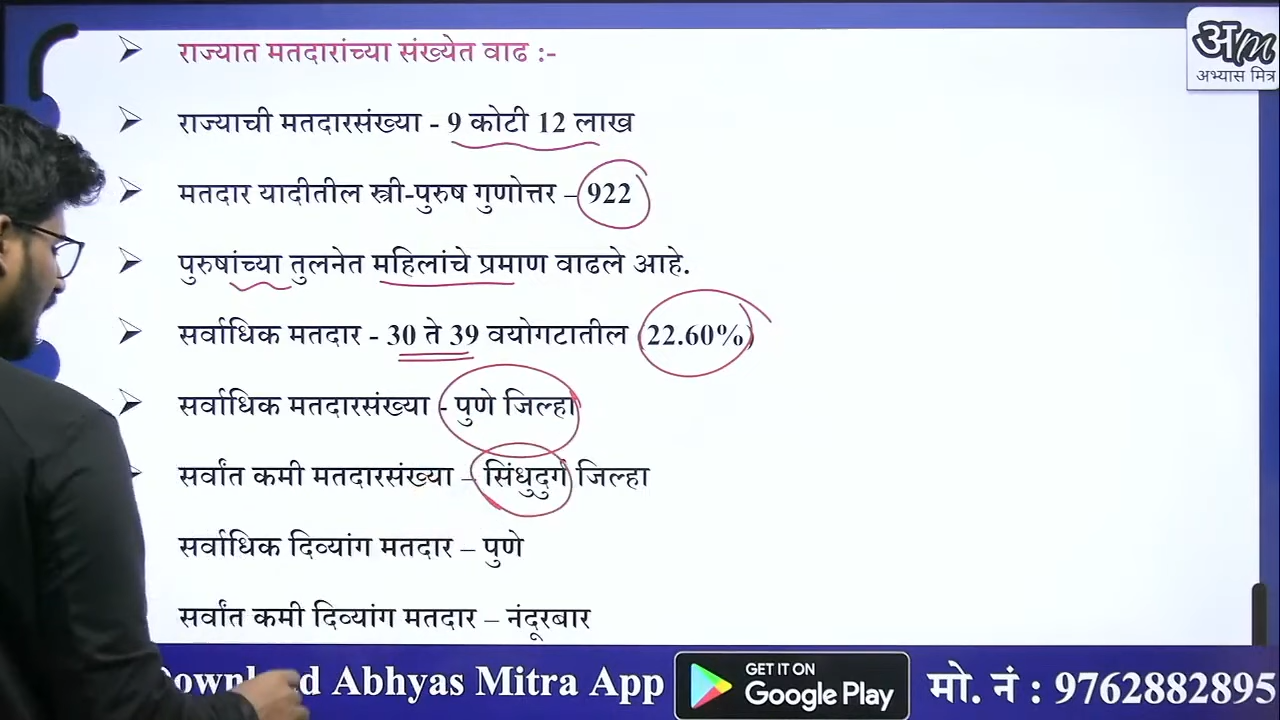 राज्यात मतदारांच्या संख्येत वाढ :-
अm
अभ्यास मित्र
राज्याची मतदारसंख्या - 9 कोटी 12 लाख
मतदार यादीतील स्त्री-पुरुष गुणोत्तर – 922
पुरुषांच्या तुलनेत महिलांचे प्रमाण वाढले आहे.
सर्वाधिक मतदार - 30 ते 39 वयोगटातील (22.60%)
सर्वाधिक मतदारसंख्या - पुणे जिल्हा
सर्वांत कमी मतदारसंख्या – सिंधुदुर्ग जिल्हा
सर्वाधिक दिव्यांग मतदार – पुणे
सर्वांत कमी दिव्यांग मतदार – नंदूरबार
Abhyas Mitra App
GET IT ON
Google Play
मो. नं : 9762882895